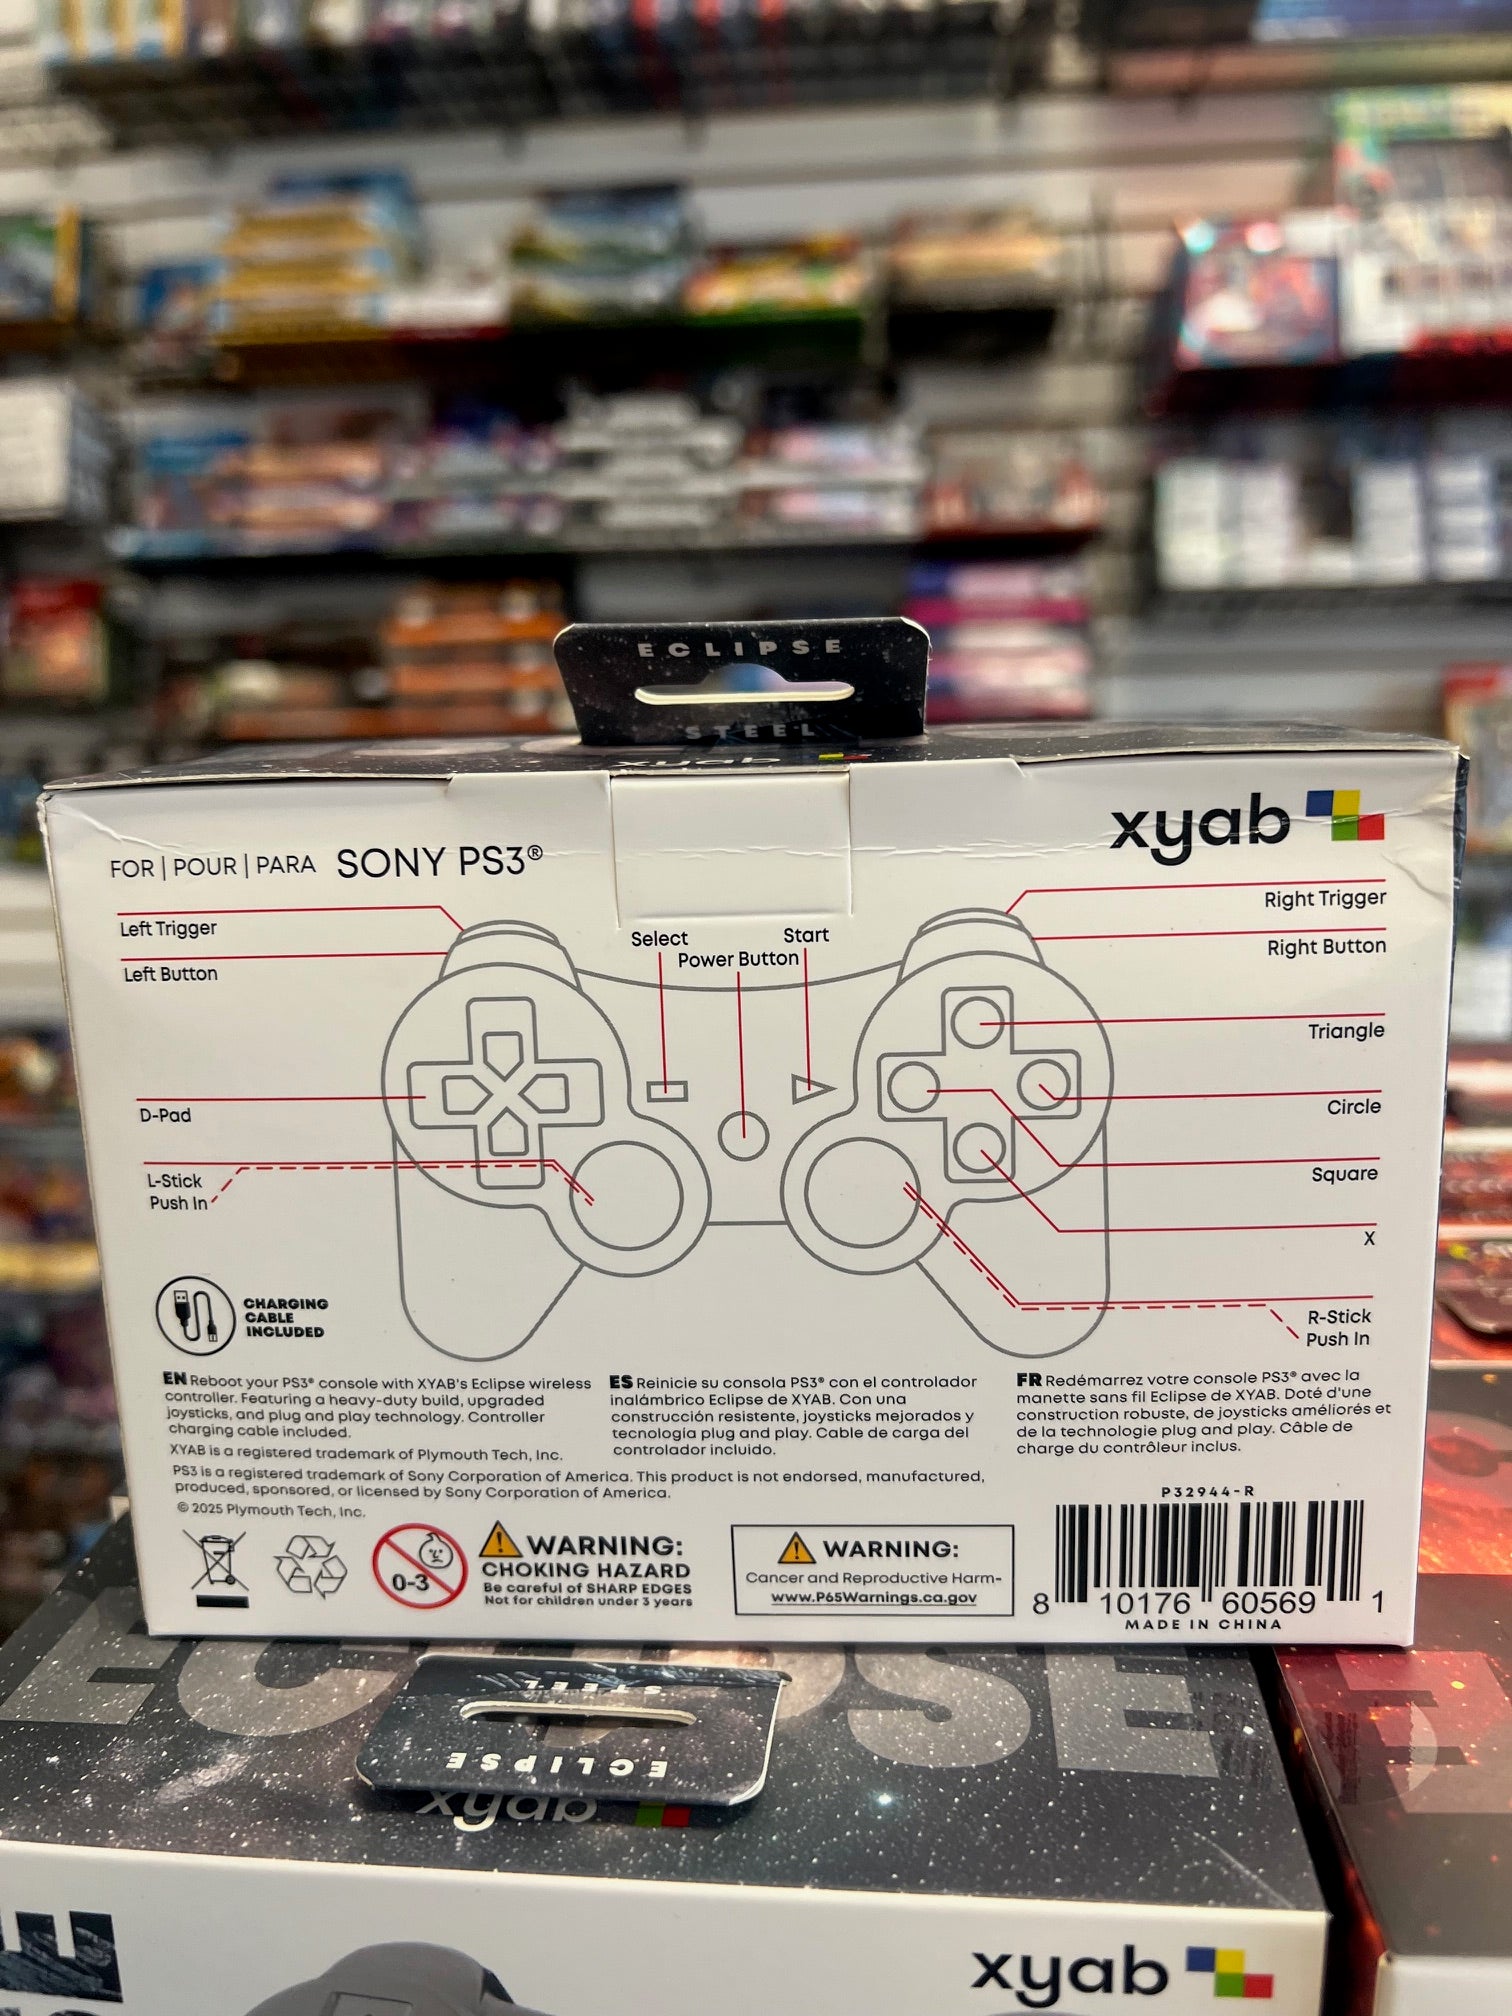 ECLIPSE
STEEL
xyab
xyab
FOR | POUR | PARA SONY PS3®
Left Trigger
Left Button
Select
Power Button
Start
Right Trigger
Right Button
Triangle
D-Pad
Circle
L-Stick
Push In
Square
X
R-Stick
Push In
CHARGING
CABLE
INCLUDED
EN Reboot your PS3® console with XYAB's Eclipse wireless
controller. Featuring a heavy-duty build, upgraded
joysticks, and plug and play technology. Controller
charging cable included.
XYAB is a registered trademark of Plymouth Tech, Inc.
ES Reinicie su consola PS3® con el controlador
inalámbrico Eclipse de XYAB. Con una
construcción resistente, joysticks mejorados y
tecnología plug and play. Cable de carga del
controlador incluido.
FR Redémarrez votre console PS3® avec la
manette sans fil Eclipse de XYAB. Doté d'une
construction robuste, de joysticks améliorés et
de la technologie plug and play. Câble de
charge du contrôleur inclus.
PS3 is a registered trademark of Sony Corporation of America. This product is not endorsed, manufactured,
produced, sponsored, or licensed by Sony Corporation of America.
© 2025 Plymouth Tech, Inc.
0-3
WARNING:
CHOKING HAZARD
Be careful of SHARP EDGES
Not for children under 3 years
WARNING:
Cancer and Reproductive Harm-
www.P65Warnings.ca.gov
P32944-R
8 10176 60569 1
MADE IN CHINA
ECLIPSE
STEEL
ECLIPSE
xyab
xyab